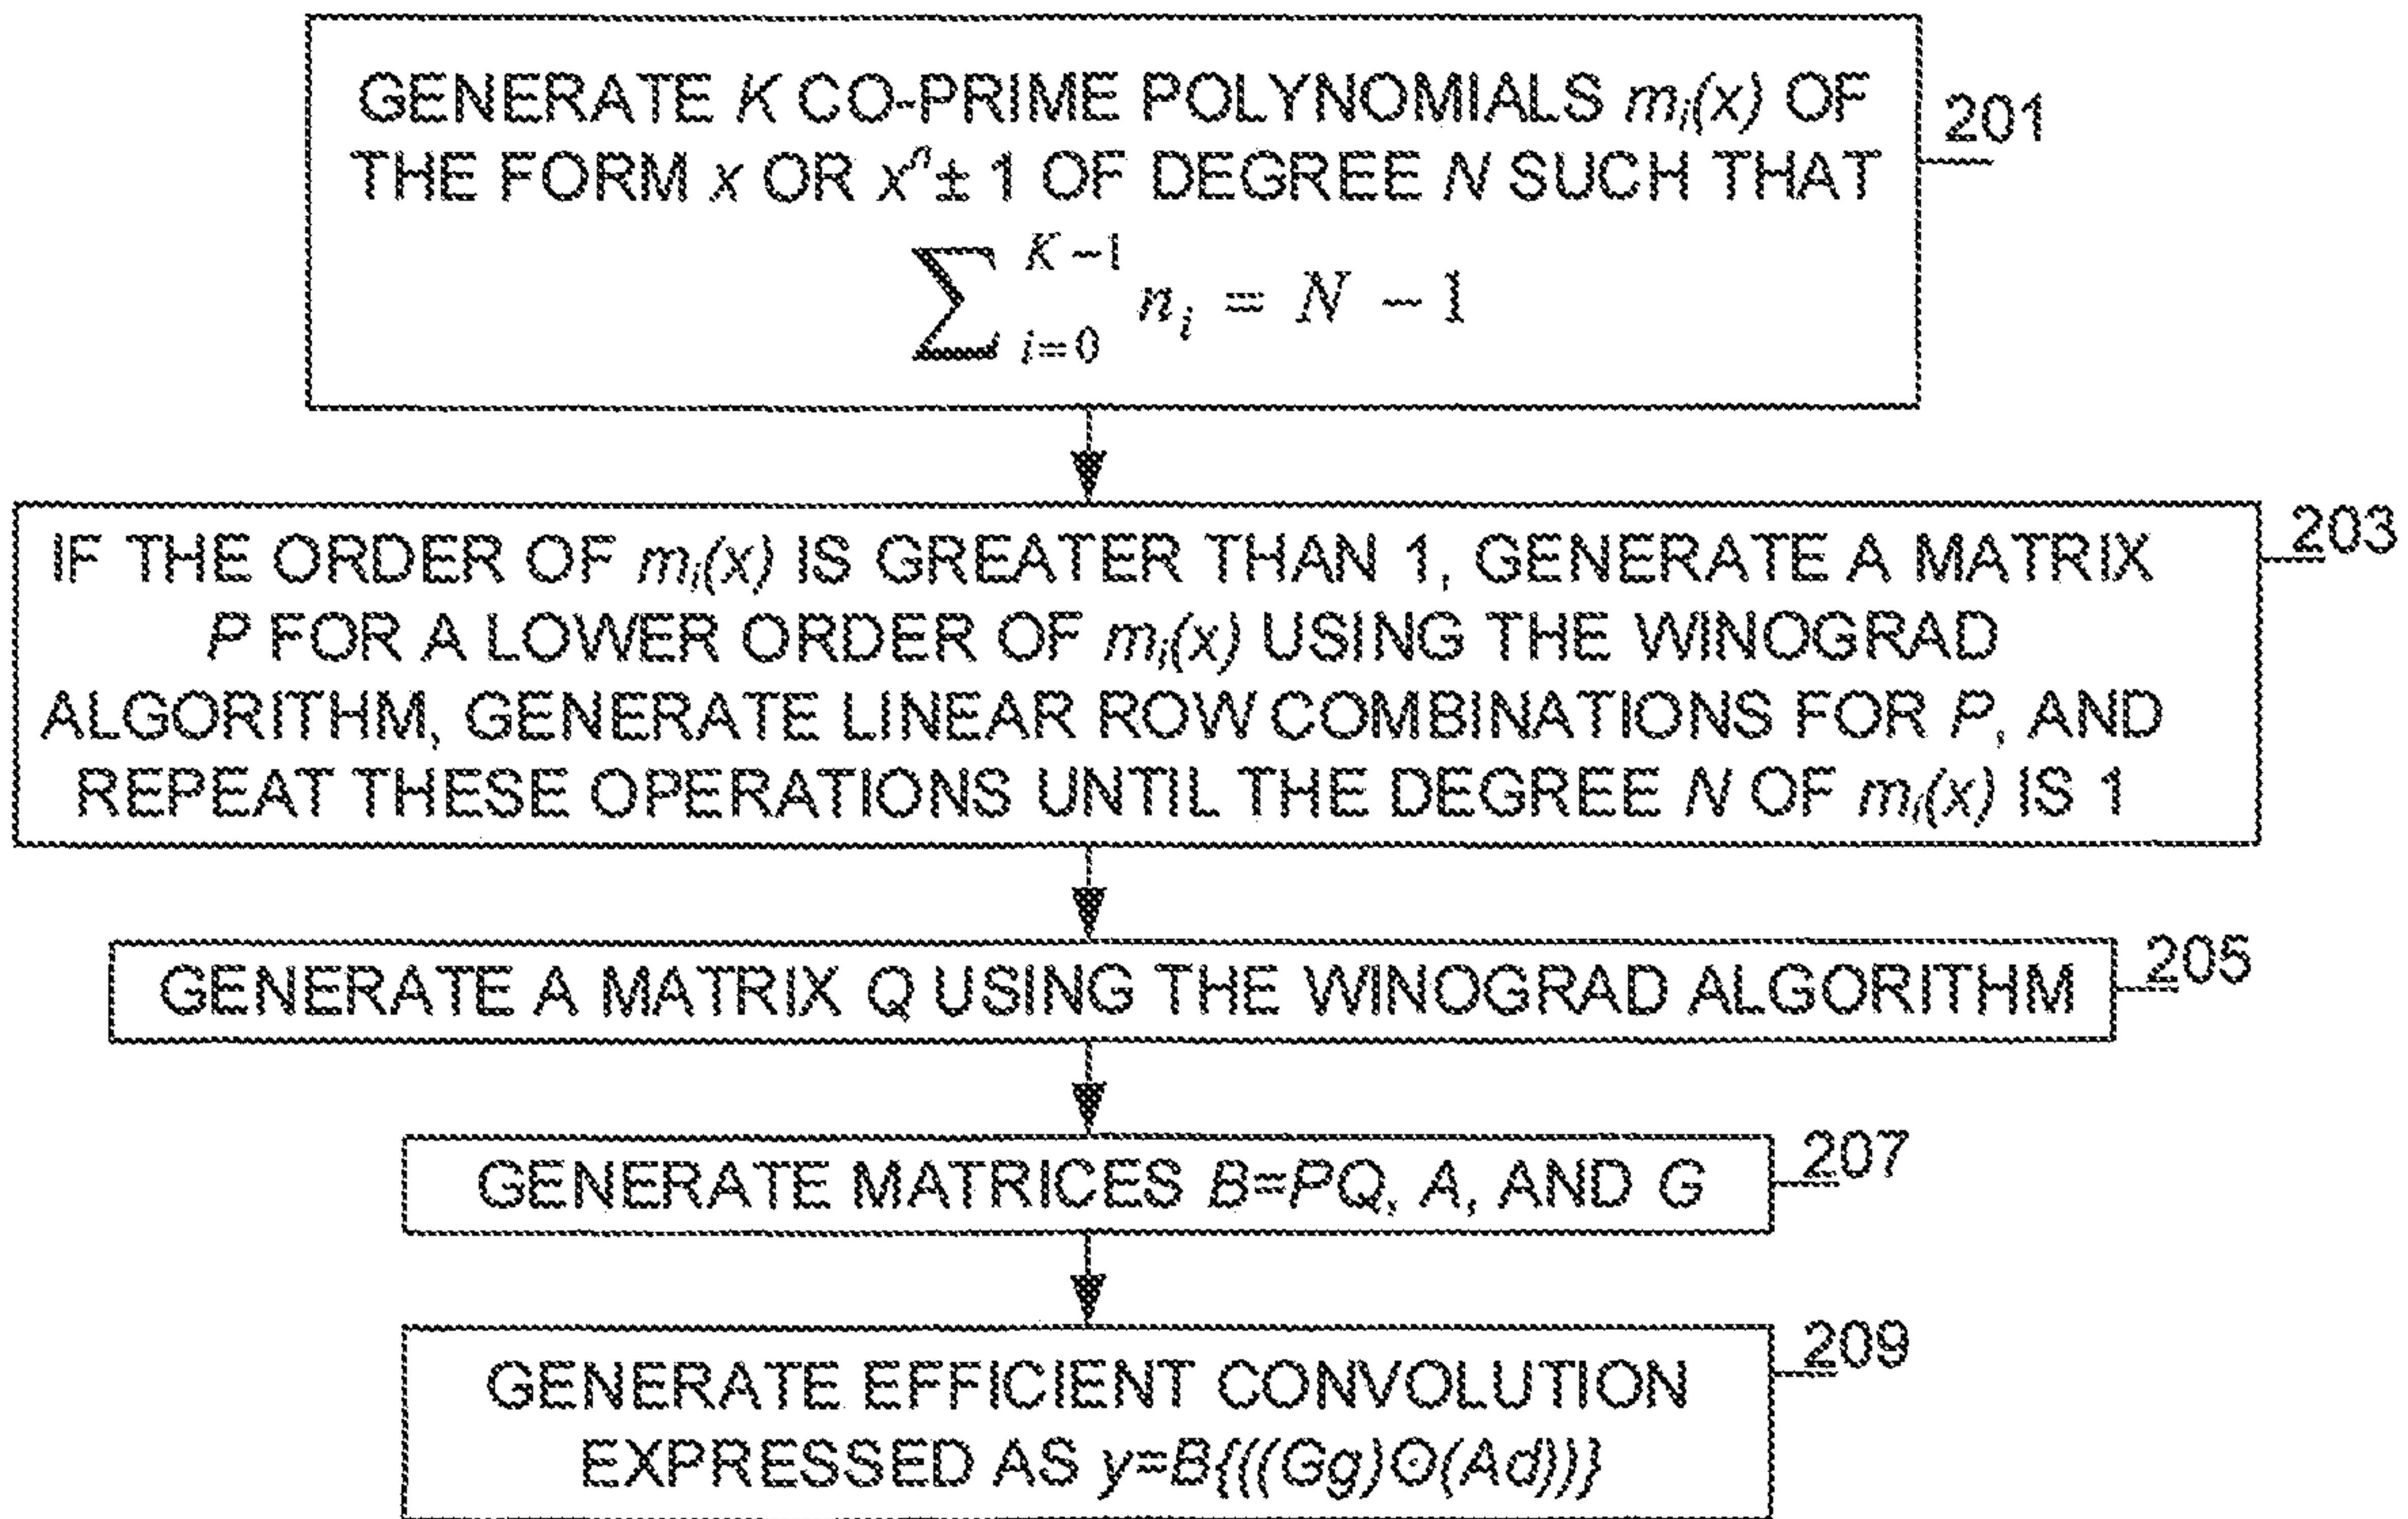 GENERATE K CO-PRIME POLYNOMIALS mᵢ(x) OF
THE FORM x OR xⁿ ± 1 OF DEGREE N SUCH THAT
∑ᵢ₌₀ᴷ⁻¹ nᵢ = N − 1
201
IF THE ORDER OF mᵢ(x) IS GREATER THAN 1, GENERATE A MATRIX
P FOR A LOWER ORDER OF mᵢ(x) USING THE WINOGRAD
ALGORITHM, GENERATE LINEAR ROW COMBINATIONS FOR P, AND
REPEAT THESE OPERATIONS UNTIL THE DEGREE N OF mᵢ(x) IS 1
203
GENERATE A MATRIX Q USING THE WINOGRAD ALGORITHM
205
GENERATE MATRICES B=PQ, A, AND G
207
GENERATE EFFICIENT CONVOLUTION
EXPRESSED AS y=B{((Gg)⊙(Ad))}
209